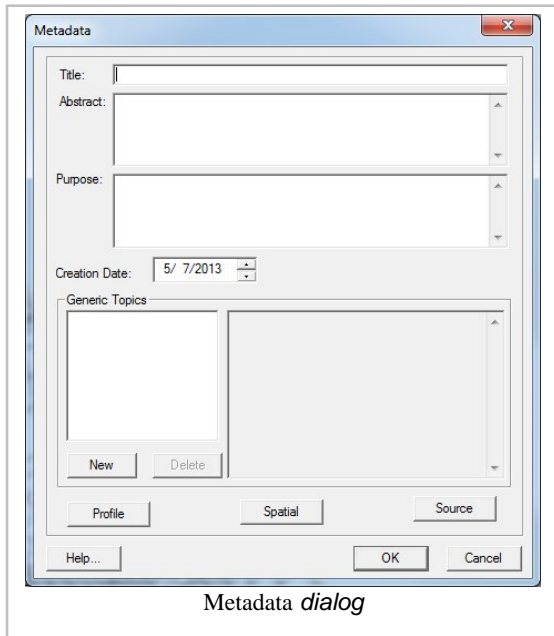 Metadata
Title:
Abstract:
Purpose:
Creation Date: 5/ 7/2013
Generic Topics
New Delete
Profile Spatial Source
Help... OK Cancel
Metadata dialog